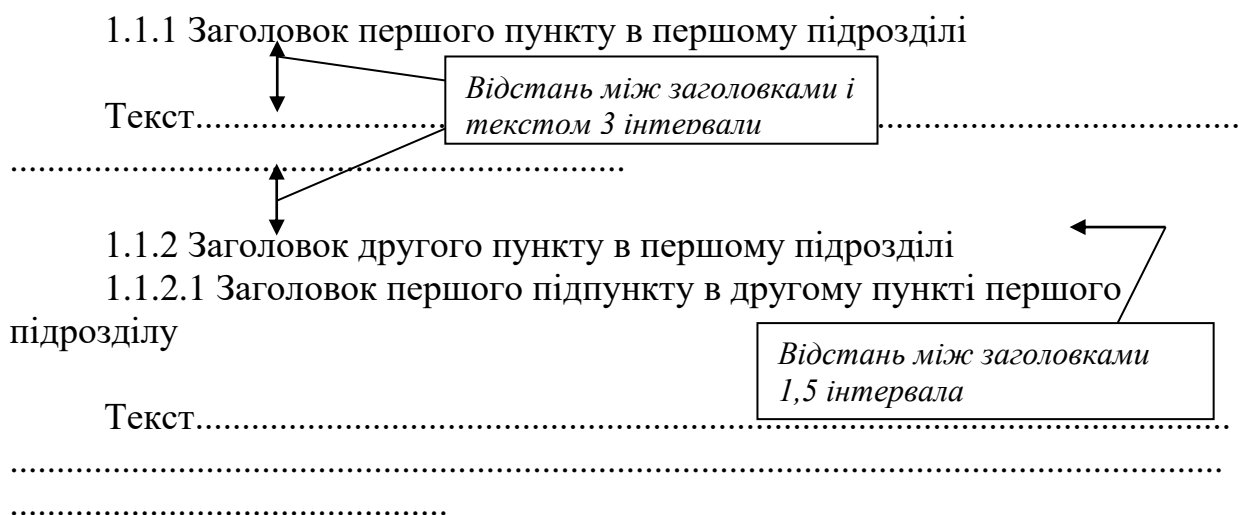 1.1.1 Заголовок першого пункту в першому підрозділі
Відстань між заголовками і
текстом 3 інтервали
Текст..............................................................................................................
..................................................................
1.1.2 Заголовок другого пункту в першому підрозділі
1.1.2.1 Заголовок першого підпункту в другому пункті першого
підрозділу
Відстань між заголовками
1,5 інтервала
Текст..............................................................................................................
..................................................................................................................................
...............................................